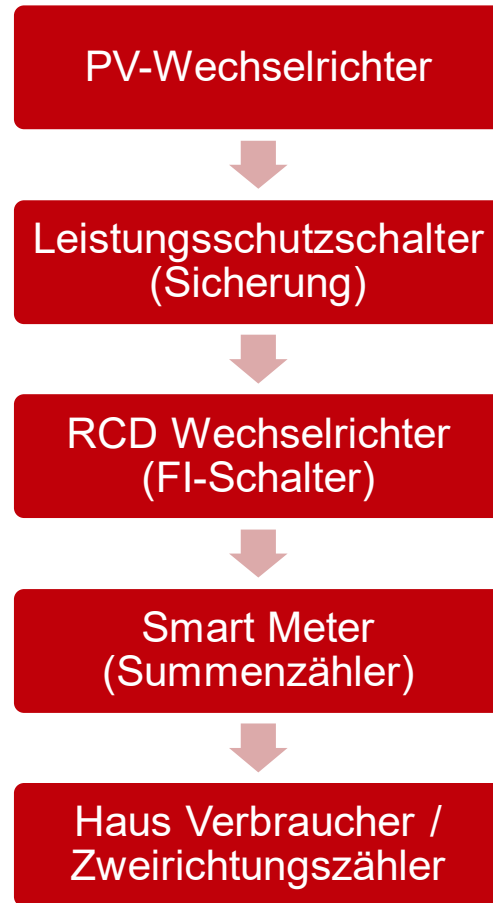 PV-Wechselrichter
Leistungsschutzschalter
(Sicherung)
RCD Wechselrichter
(FI-Schalter)
Smart Meter
(Summenzähler)
Haus Verbraucher /
Zweirichtungszähler